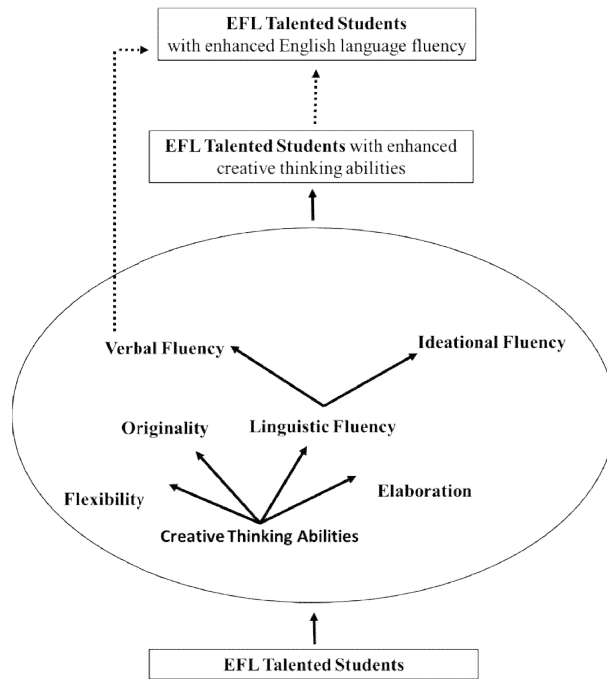 EFL Talented Students
with enhanced English language fluency
EFL Talented Students with enhanced
creative thinking abilities
Verbal Fluency
Ideational Fluency
Originality
Linguistic Fluency
Flexibility
Elaboration
Creative Thinking Abilities
EFL Talented Students